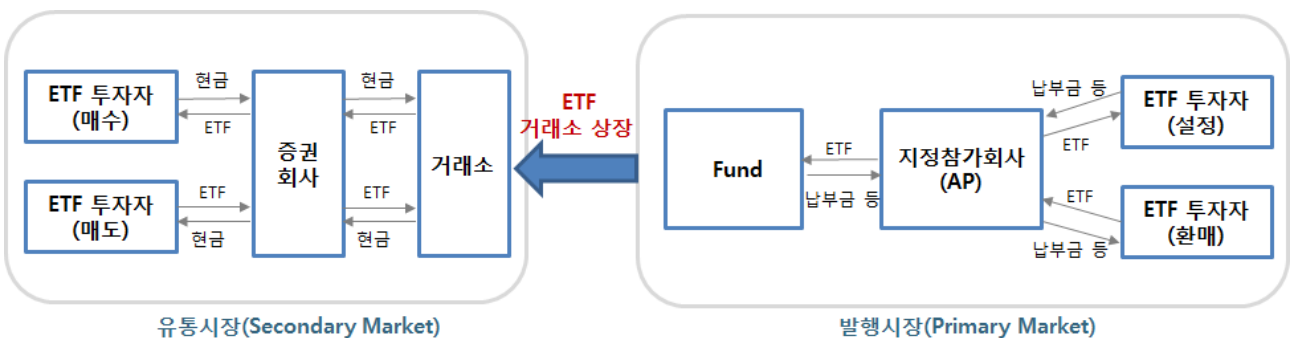 ETF 투자자
(매수)
현금
ETF
ETF 투자자
(매도)
ETF
현금
증권
회사
현금
ETF
ETF
현금
거래소
유통시장(Secondary Market)
ETF
거래소 상장
Fund
ETF
납부금 등
지정참가회사
(AP)
납부금 등
ETF
ETF 투자자
(설정)
ETF
납부금 등
ETF 투자자
(환매)
발행시장(Primary Market)